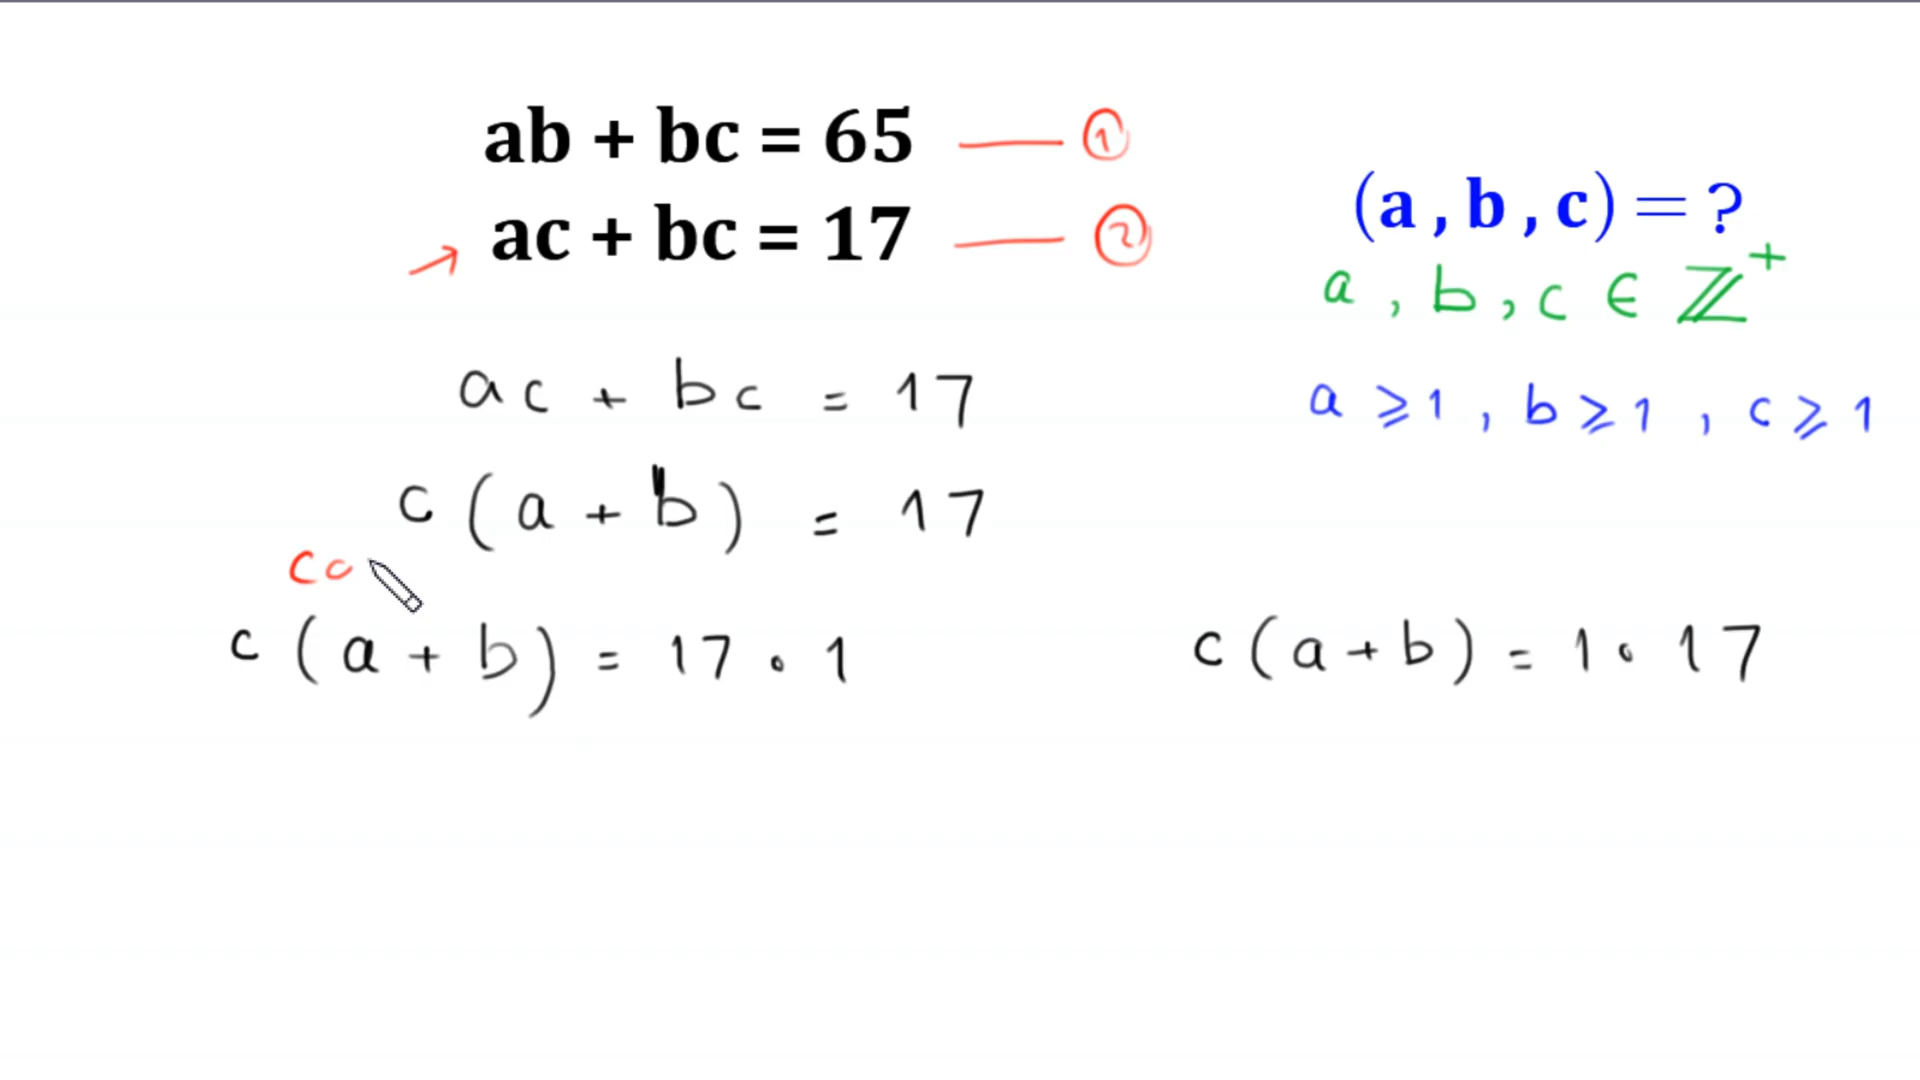 ab + bc = 65 — ①
ac + bc = 17 — ②
(a , b , c) = ?
a , b , c ∈ ℤ⁺
a ⩾ 1 , b ⩾ 1 , c ⩾ 1
ac + bc = 17
c (a + b) = 17
ca
c (a + b) = 17 • 1
c (a + b) = 1 • 17